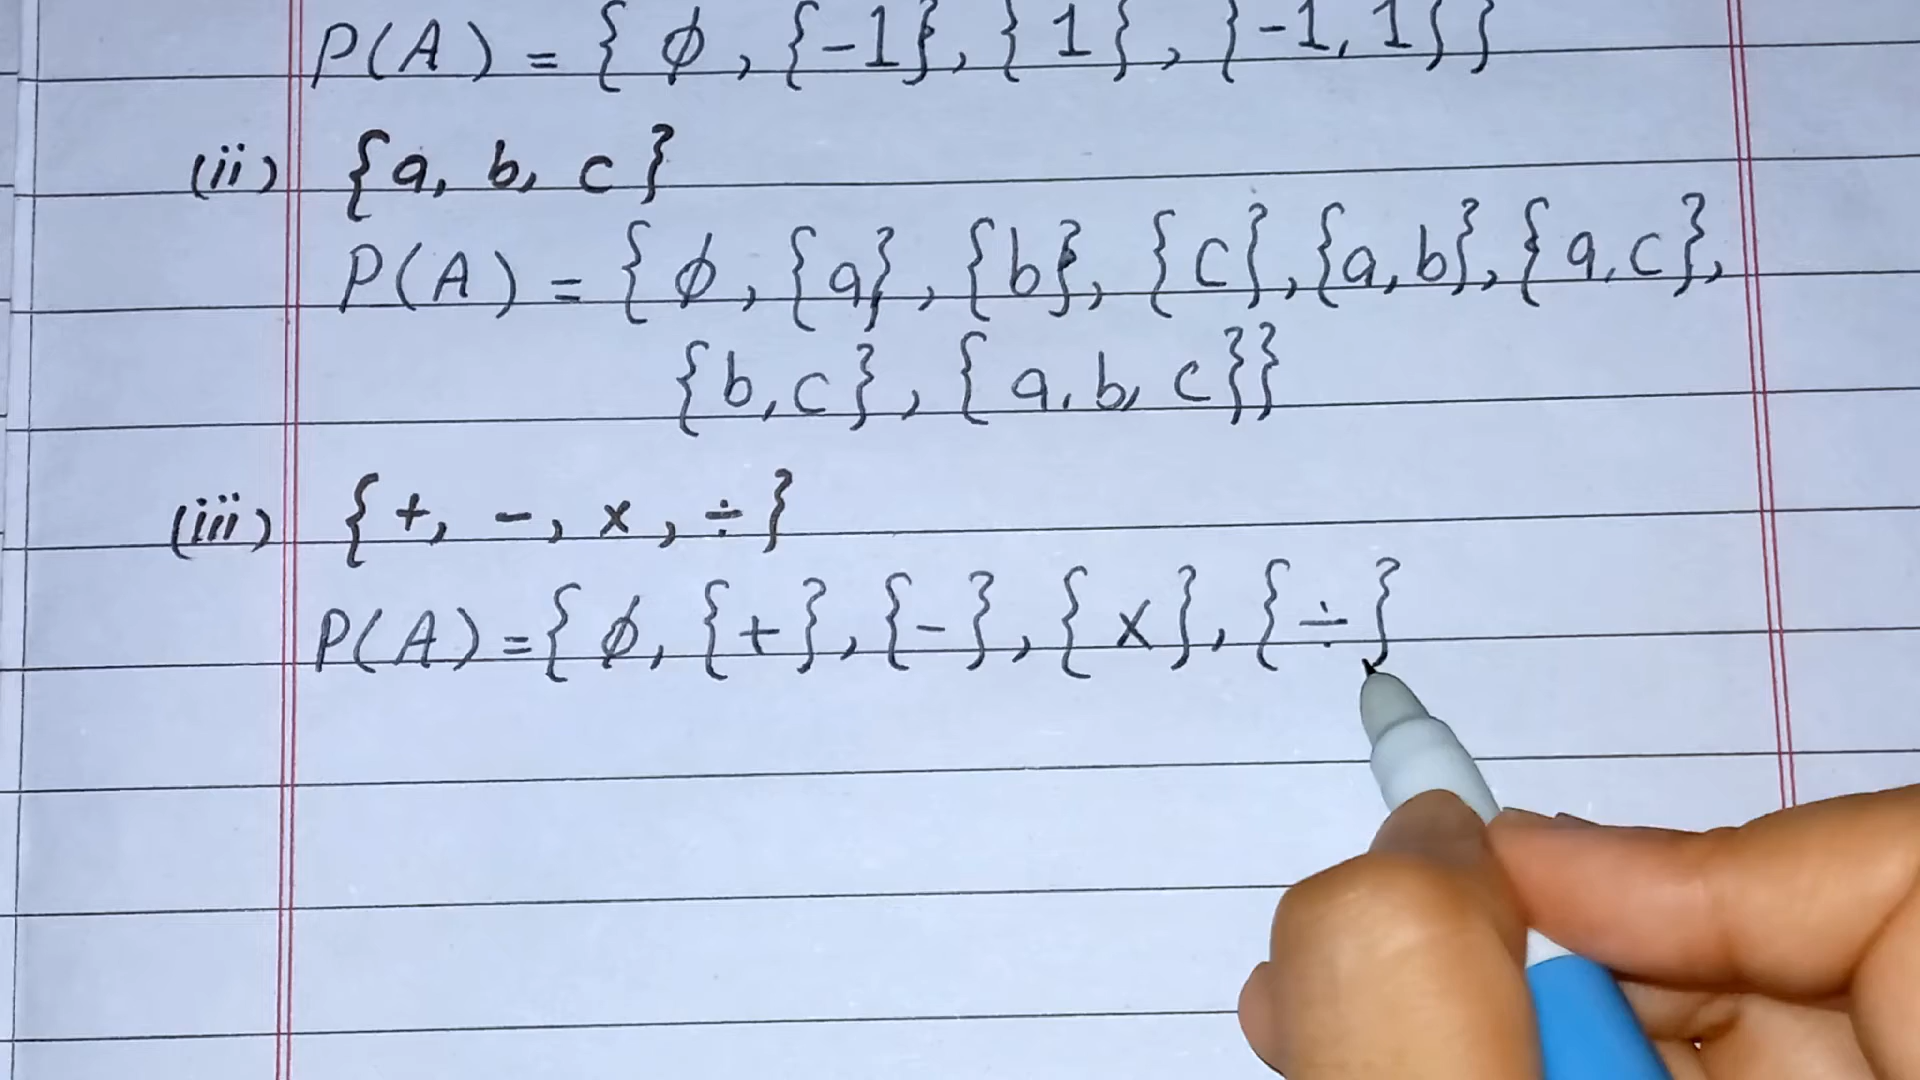 P(A) = { ϕ, {-1}, {1}, {-1, 1}}
(ii) {a, b, c}
P(A) = { ϕ, {a}, {b}, {c}, {a, b}, {a, c},
{b, c}, {a, b, c}}
(iii) {+, -, x, ÷}
P(A) = { ϕ, {+}, {-}, {x}, {÷}